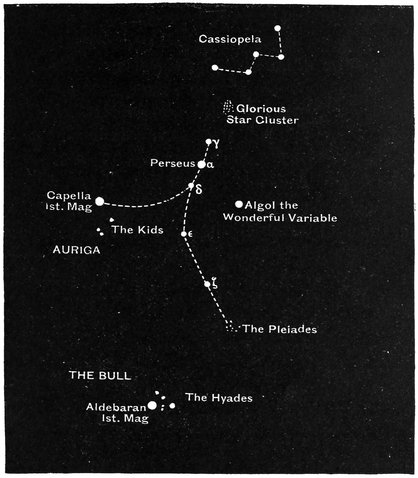 Cassiopela
Glorious
Star Cluster
γ
Perseus α
δ
Capella
Ist. Mag
Algol the
Wonderful Variable
The Kids
ε
AURIGA
ζ
The Pleiades
THE BULL
The Hyades
Aldebaran
Ist. Mag